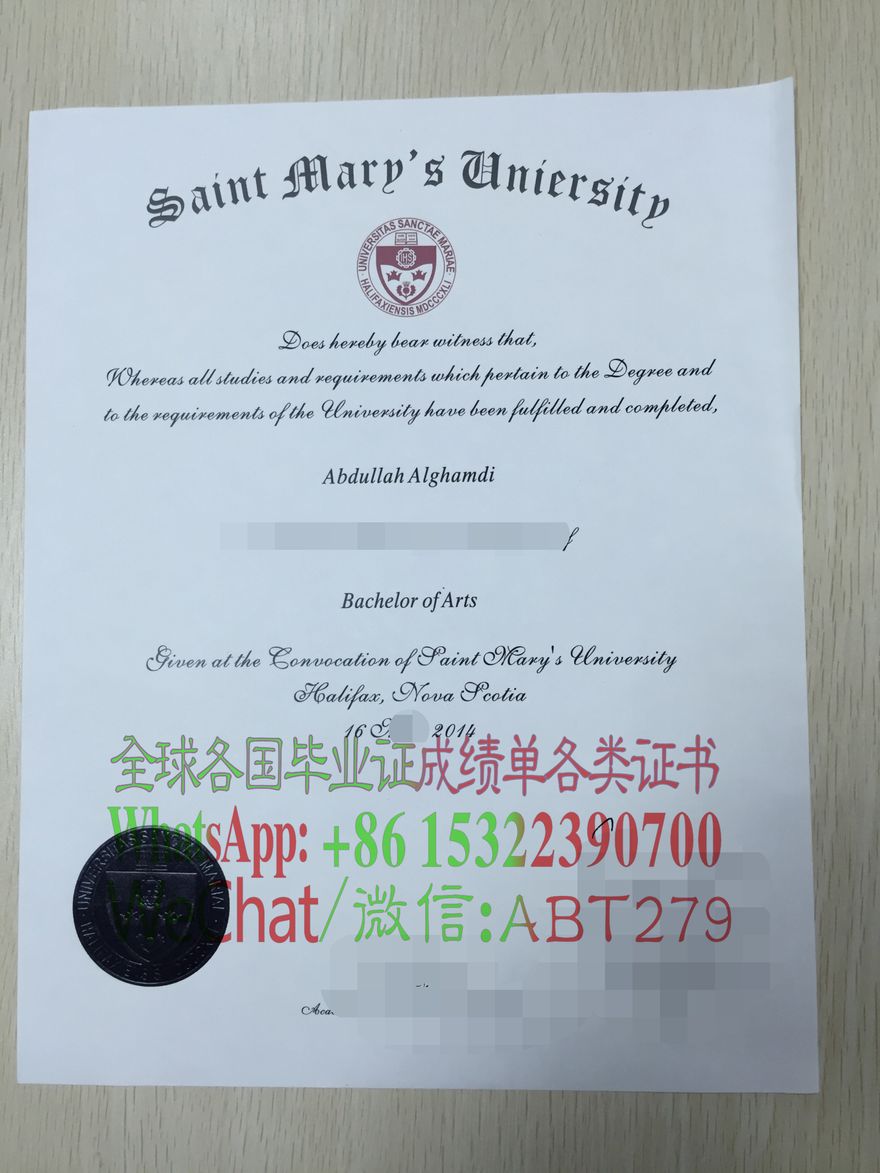 Saint Mary's Uniersity
UNIVERSITAS SANCTAE MARIAE
HALIFAXIENSIS MDCCCXLI
IHS
Does hereby bear witness that,
Whereas all studies and requirements which pertain to the Degree and
to the requirements of the University have been fulfilled and completed,
Abdullah Alghamdi
f
Bachelor of Arts
Given at the Convocation of Saint Mary's University
Halifax, Nova Scotia
16 2014
全球各国毕业证成绩单各类证书
WhatsApp: +86 15322390700
WeChat/微信:ABT279
UNIVERSITAS SANCTAE MARIAE